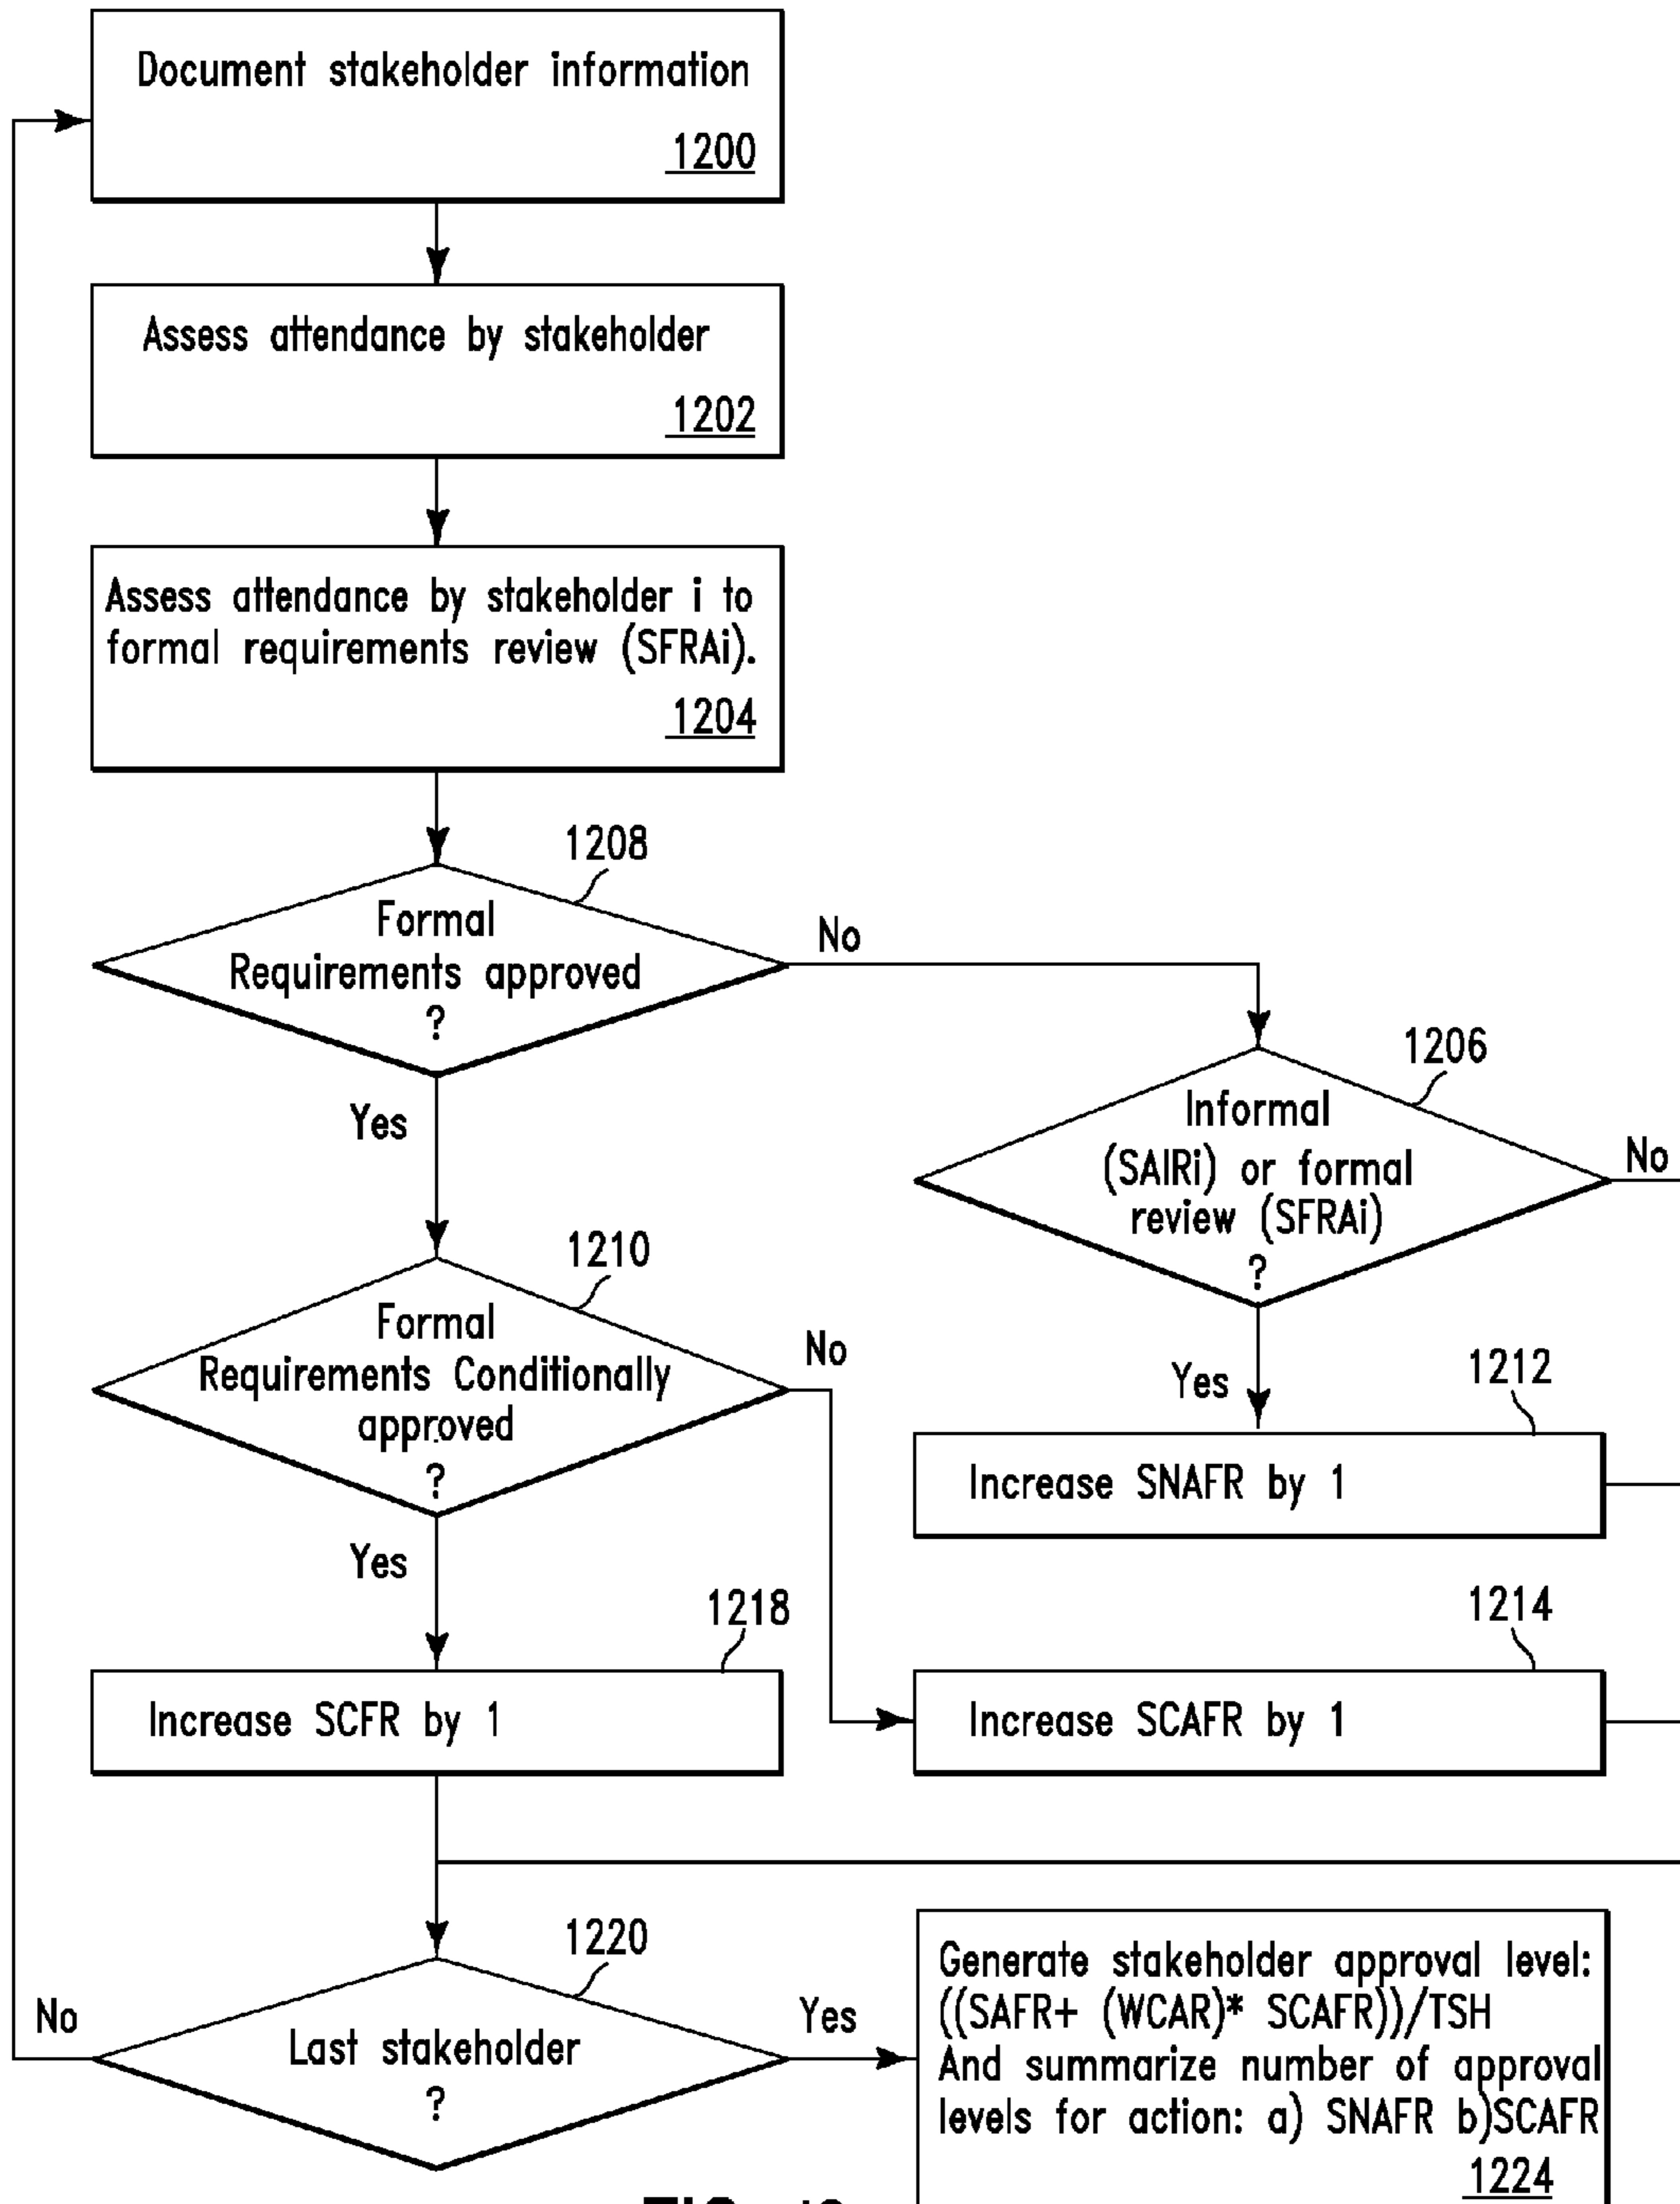 Document stakeholder information
1200
Assess attendance by stakeholder
1202
Assess attendance by stakeholder i to
formal requirements review (SFRAi).
1204
1208
Formal
Requirements approved
?
No
Yes
1206
Informal
(SAIRi) or formal
review (SFRAi)
?
No
Yes
1210
Formal
Requirements Conditionally
approved
?
No
Yes
1212
Increase SNAFR by 1
1218
Increase SCFR by 1
1214
Increase SCAFR by 1
1220
Last stakeholder
?
No
Yes
Generate stakeholder approval level:
((SAFR+ (WCAR)* SCAFR))/TSH
And summarize number of approval
levels for action: a) SNAFR b)SCAFR
1224